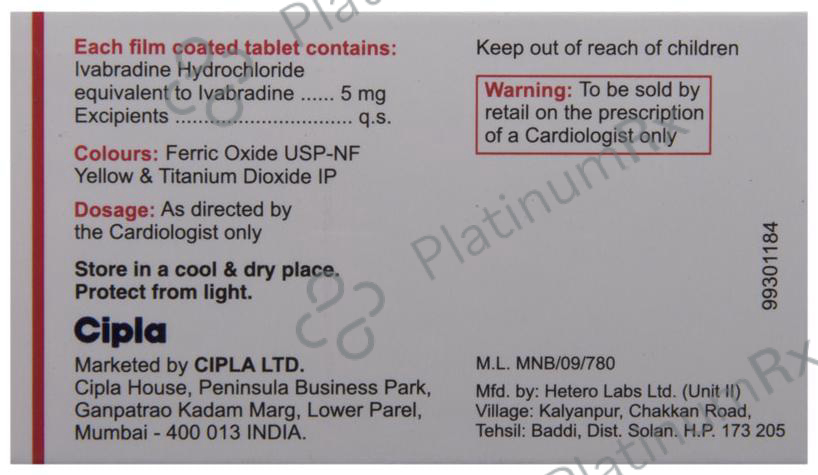 Each film coated tablet contains:
Ivabradine Hydrochloride
equivalent to Ivabradine ...... 5 mg
Excipients ............................... q.s.
Colours: Ferric Oxide USP-NF
Yellow & Titanium Dioxide IP
Dosage: As directed by
the Cardiologist only
Store in a cool & dry place.
Protect from light.
Cipla
Marketed by CIPLA LTD.
Cipla House, Peninsula Business Park,
Ganpatrao Kadam Marg, Lower Parel,
Mumbai - 400 013 INDIA.
Keep out of reach of children
Warning: To be sold by
retail on the prescription
of a Cardiologist only
99301184
M.L. MNB/09/780
Mfd. by: Hetero Labs Ltd. (Unit II)
Village: Kalyanpur, Chakkan Road,
Tehsil: Baddi, Dist. Solan. H.P. 173 205
PlatinumRx
PlatinumRx